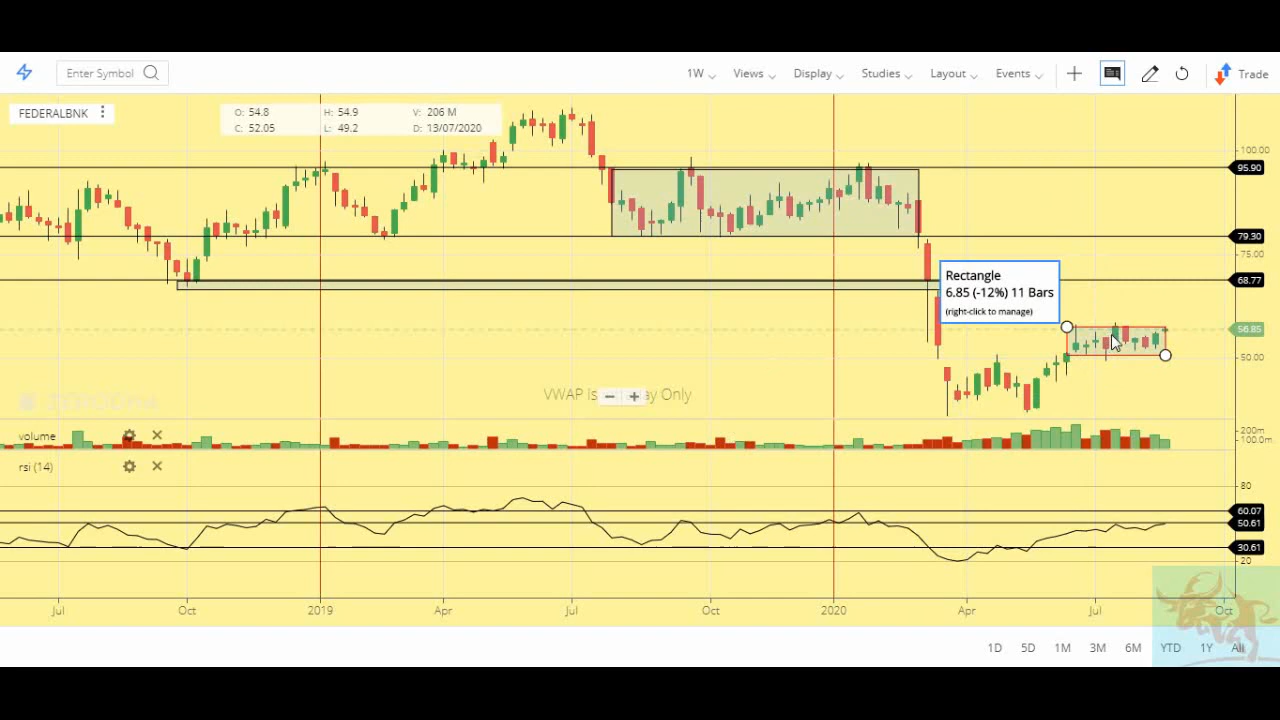 Enter Symbol
1W Views Display Studies Layout Events Trade
FEDERALBNK
O: 54.8 H: 54.9 V: 206 M
C: 52.05 L: 49.2 D: 13/07/2020
100.00
95.90
79.30
75.00
68.77
Rectangle
6.85 (-12%) 11 Bars
(right-click to manage)
56.85
50.00
VWAP is ay Only
volume
200m
100.0m
rsi (14)
80
60.07
50.61
30.61
20
Jul Oct 2019 Apr Jul Oct 2020 Apr Jul Oct
1D 5D 1M 3M 6M YTD 1Y All